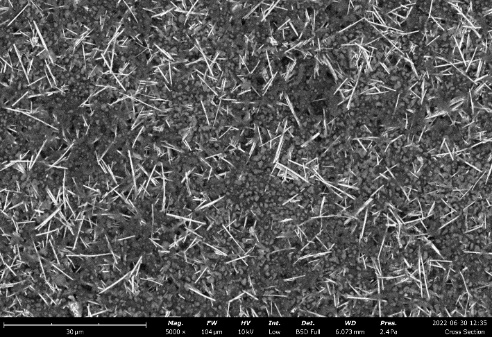 Mag. FW HV Int. Det. WD Pres. 2022-06-30 12:35
30 µm 5000 x 104 µm 10 kV Low BSD Full 6.073 mm 2.4 Pa Cross Section